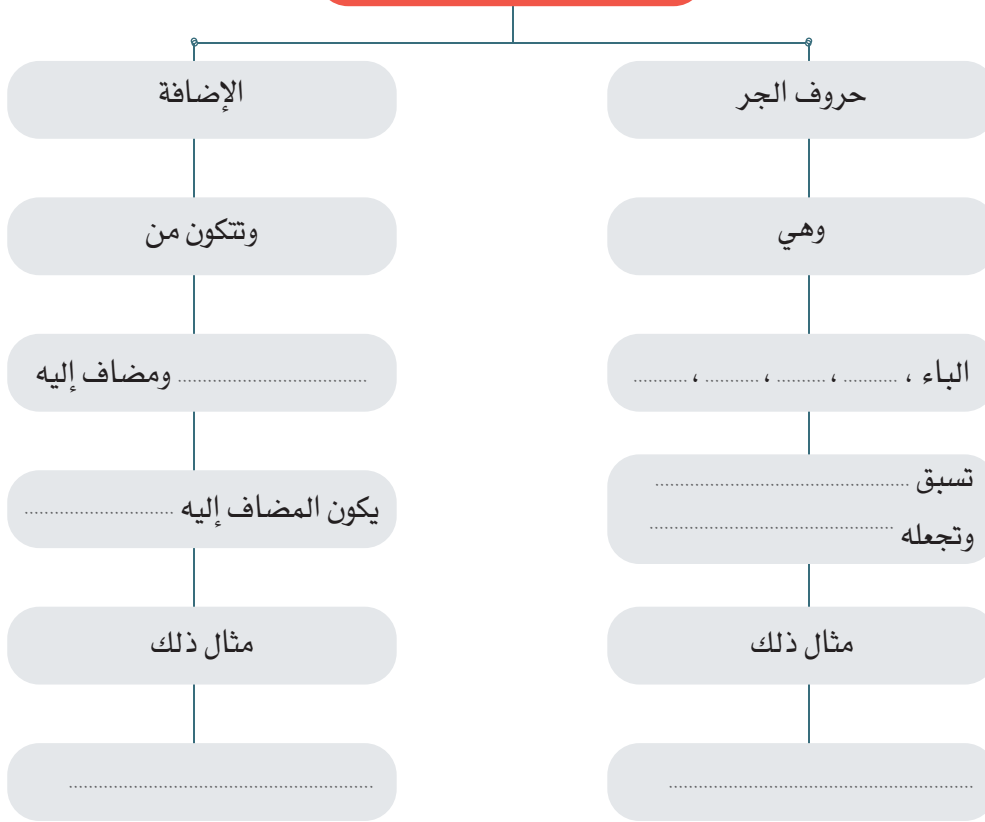 حروف الجر
وهي
الباء ، .......... ، .......... ، .......... ، ..........
تسبق ..........
وتجعله ..........
مثال ذلك
..........
الإضافة
وتتكون من
.......... ومضاف إليه
يكون المضاف إليه ..........
مثال ذلك
..........